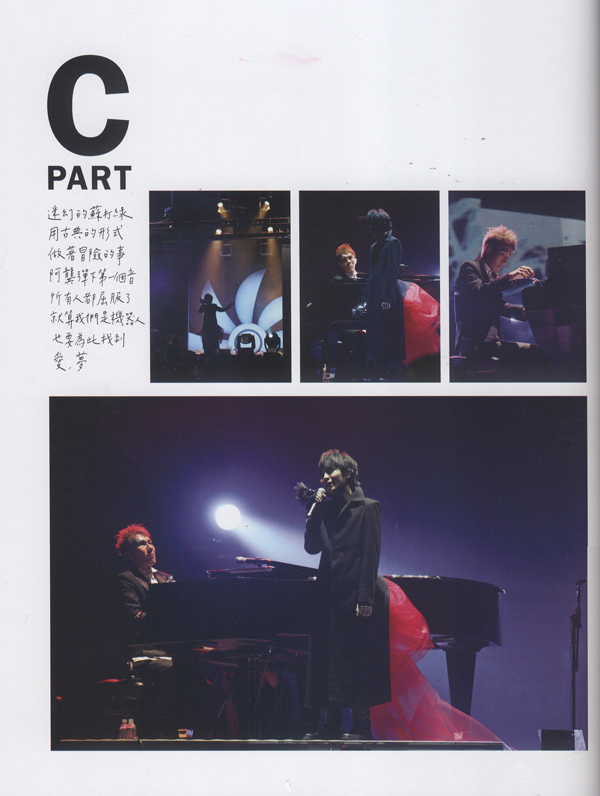 C
PART
迷幻的蘇打綠
用古典的形式
做著冒險的事
阿龔彈下第一個音
所有人都屈服了
就算我們是機器人
也要為此找到
愛,夢